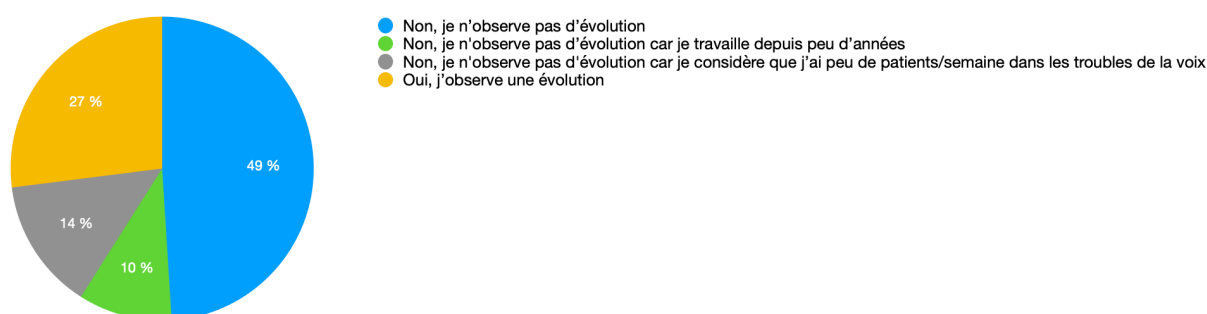 Non, je n’observe pas d’évolution
Non, je n'observe pas d’évolution car je travaille depuis peu d’années
Non, je n'observe pas d'évolution car je considère que j’ai peu de patients/semaine dans les troubles de la voix
Oui, j’observe une évolution
27 %
49 %
14 %
10 %